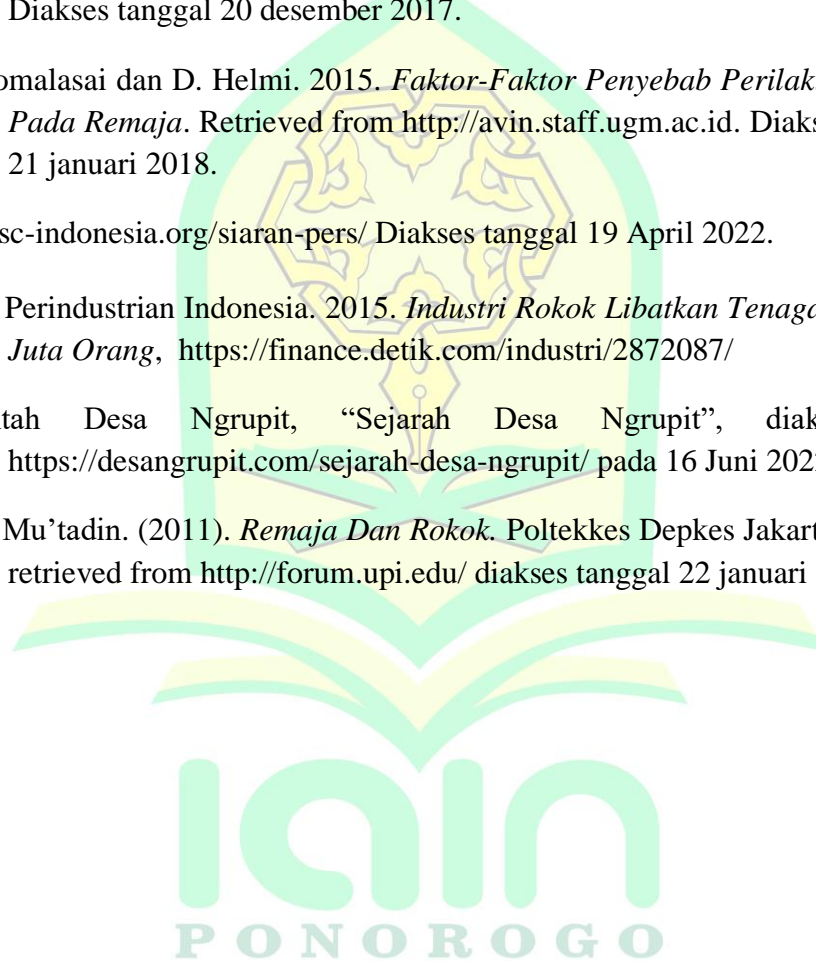 Diakses tanggal 20 desember 2017.
omalasai dan D. Helmi. 2015. Faktor-Faktor Penyebab Perilak
Pada Remaja. Retrieved from http://avin.staff.ugm.ac.id. Diaks
21 januari 2018.
sc-indonesia.org/siaran-pers/ Diakses tanggal 19 April 2022.
Perindustrian Indonesia. 2015. Industri Rokok Libatkan Tenaga
Juta Orang, https://finance.detik.com/industri/2872087/
tah Desa Ngrupit, “Sejarah Desa Ngrupit”, diak
https://desangrupit.com/sejarah-desa-ngrupit/ pada 16 Juni 202
Mu’tadin. (2011). Remaja Dan Rokok. Poltekkes Depkes Jakart
retrieved from http://forum.upi.edu/ diakses tanggal 22 januari
iain
PONOROGO